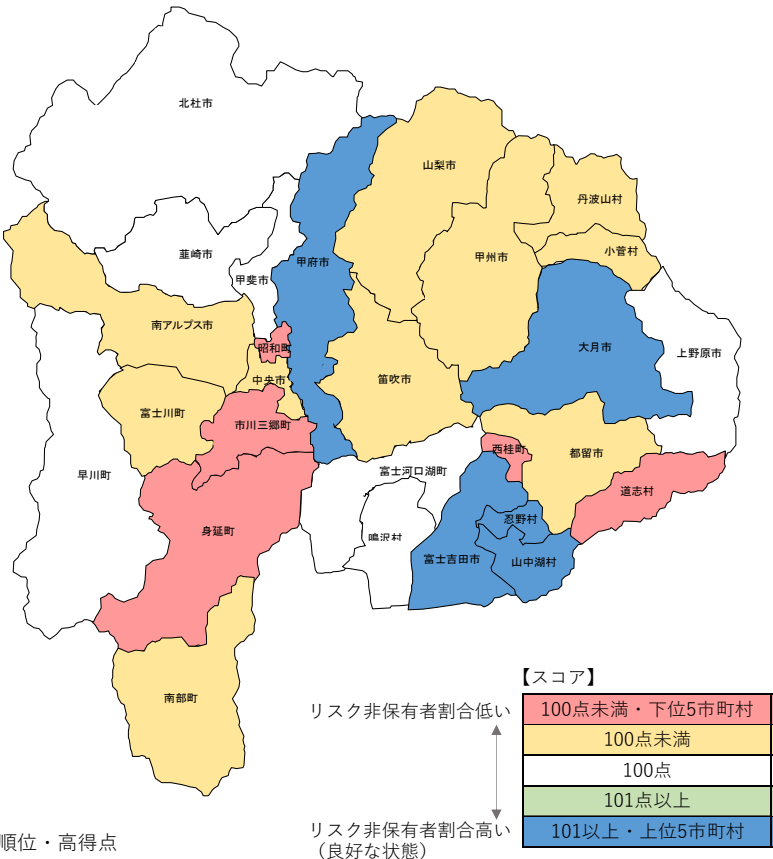 北杜市
山梨市
丹波山村
韮崎市
甲府市
甲州市
小菅村
甲斐市
南アルプス市
昭和町
大月市
上野原市
中央市
笛吹市
富士川町
市川三郷町
西桂町
都留市
早川町
富士河口湖町
道志村
身延町
鳴沢村
忍野村
富士吉田市
山中湖村
南部町
【スコア】
リスク非保有者割合低い
100点未満・下位5市町村
100点未満
100点
101点以上
リスク非保有者割合高い
（良好な状態）
101以上・上位5市町村
順位・高得点